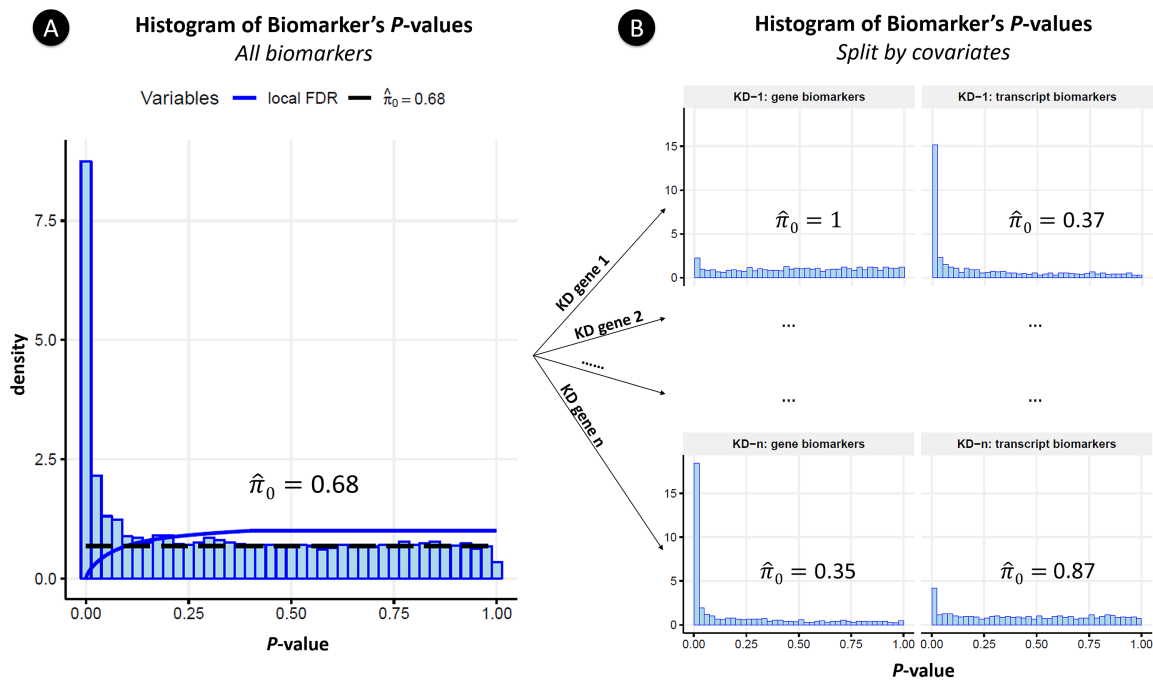 A
Histogram of Biomarker’s P-values
All biomarkers
Variables local FDR π̂₀ = 0.68
7.5
5.0
2.5
0.0
density
π̂₀ = 0.68
0.00 0.25 0.50 0.75 1.00
P-value
KD gene 1
KD gene 2
......
KD gene n
B
Histogram of Biomarker’s P-values
Split by covariates
KD−1: gene biomarkers KD−1: transcript biomarkers
15
10
5
0
π̂₀ = 1 π̂₀ = 0.37
... ...
... ...
KD−n: gene biomarkers KD−n: transcript biomarkers
15
10
5
0
π̂₀ = 0.35 π̂₀ = 0.87
0.00 0.25 0.50 0.75 1.00 0.00 0.25 0.50 0.75 1.00
P-value